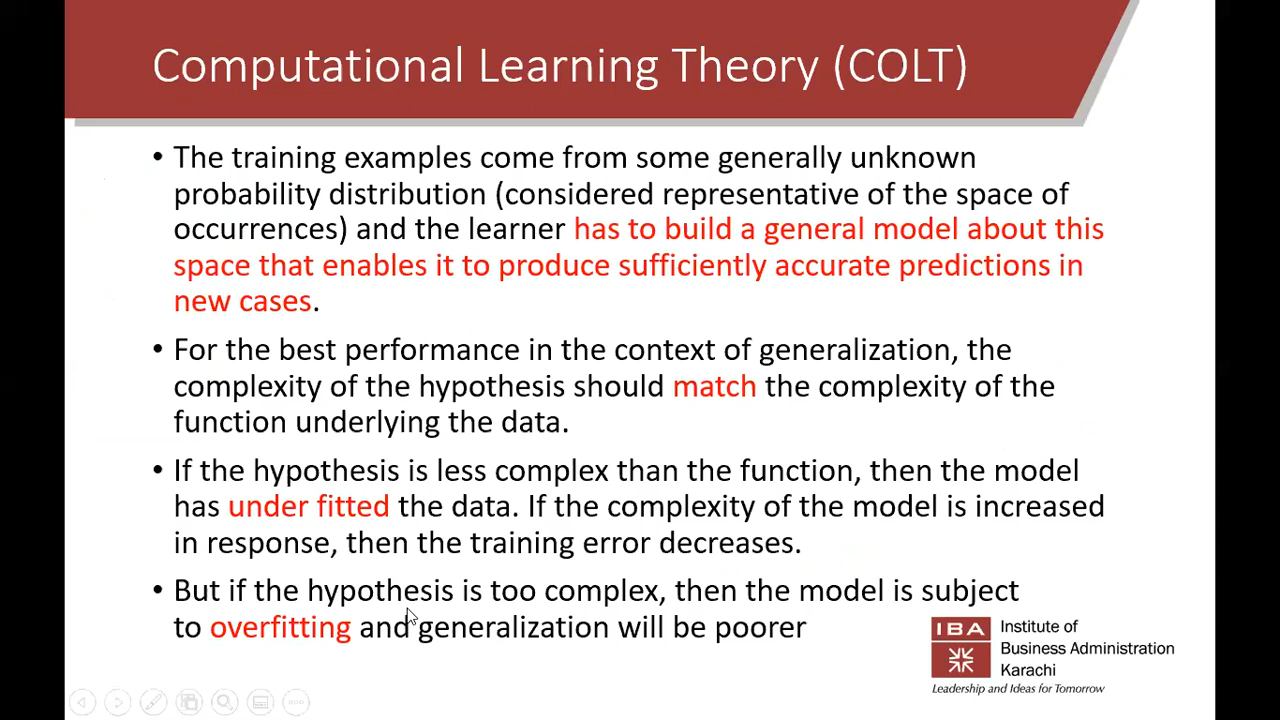 Computational Learning Theory (COLT)
• The training examples come from some generally unknown
probability distribution (considered representative of the space of
occurrences) and the learner has to build a general model about this
space that enables it to produce sufficiently accurate predictions in
new cases.
• For the best performance in the context of generalization, the
complexity of the hypothesis should match the complexity of the
function underlying the data.
• If the hypothesis is less complex than the function, then the model
has under fitted the data. If the complexity of the model is increased
in response, then the training error decreases.
• But if the hypothesis is too complex, then the model is subject
to overfitting and generalization will be poorer
IBA
Institute of
Business Administration
Karachi
Leadership and Ideas for Tomorrow